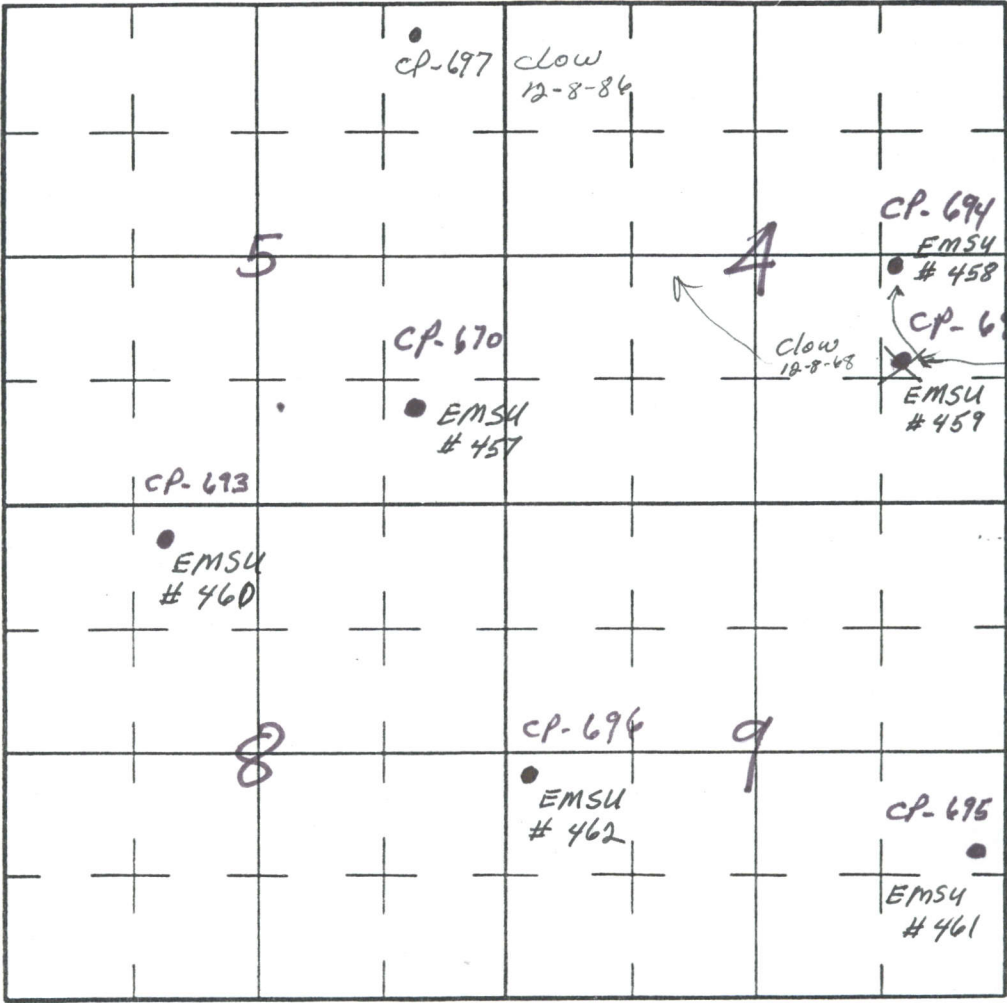 CP-697
Clow
12-8-86
CP-694
EMSU
# 458
5
4
CP-670
Clow
12-8-68
EMSU
# 459
EMSU
# 457
CP-693
EMSU
# 460
CP-696
8
9
EMSU
# 462
CP-695
EMSU
# 461